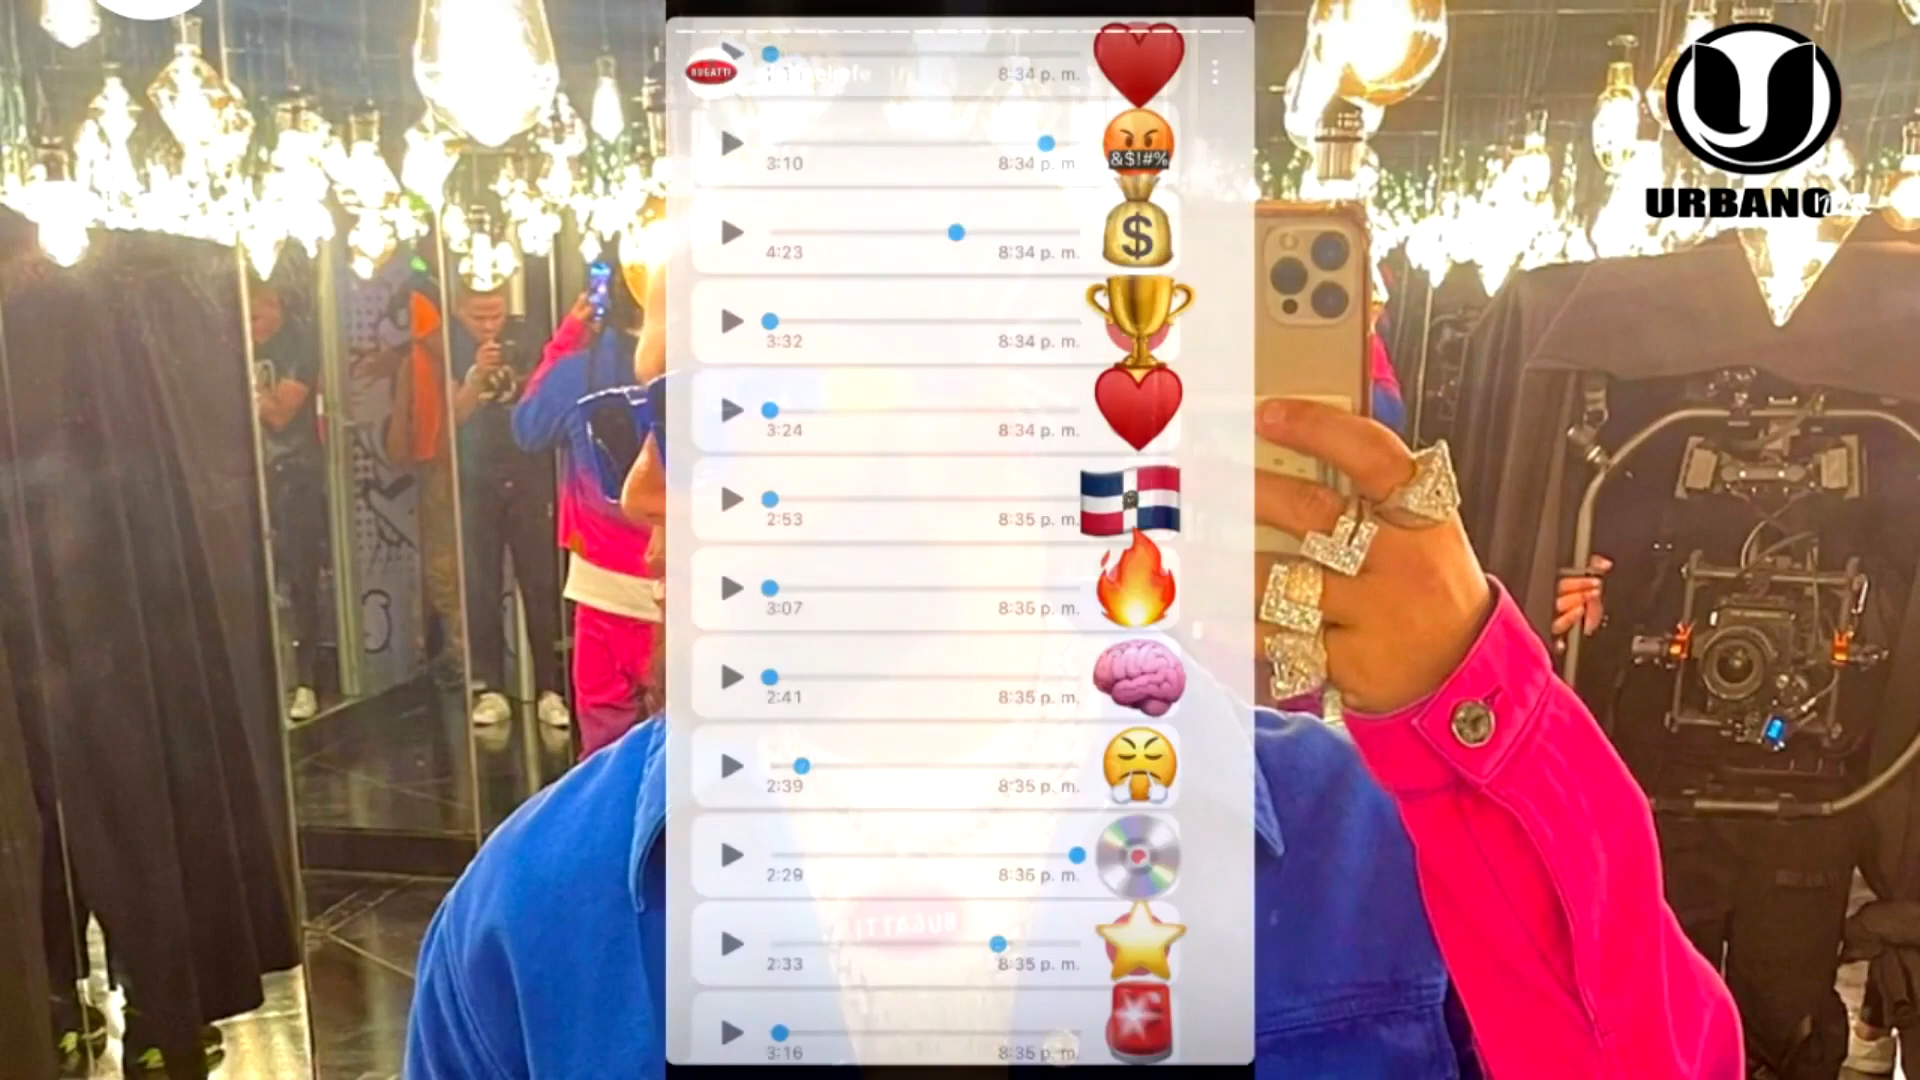 BUGATTI
8:34 p. m.
3:10 8:34 p. m.
&$!#%
4:23 8:34 p. m.
$
3:32 8:34 p. m.
3:24 8:34 p. m.
2:53 8:35 p. m.
3:07 8:35 p. m.
2:41 8:35 p. m.
2:39 8:35 p. m.
2:29 8:35 p. m.
BUGATTI
2:33 8:35 p. m.
3:16 8:35 p. m.
URBANO